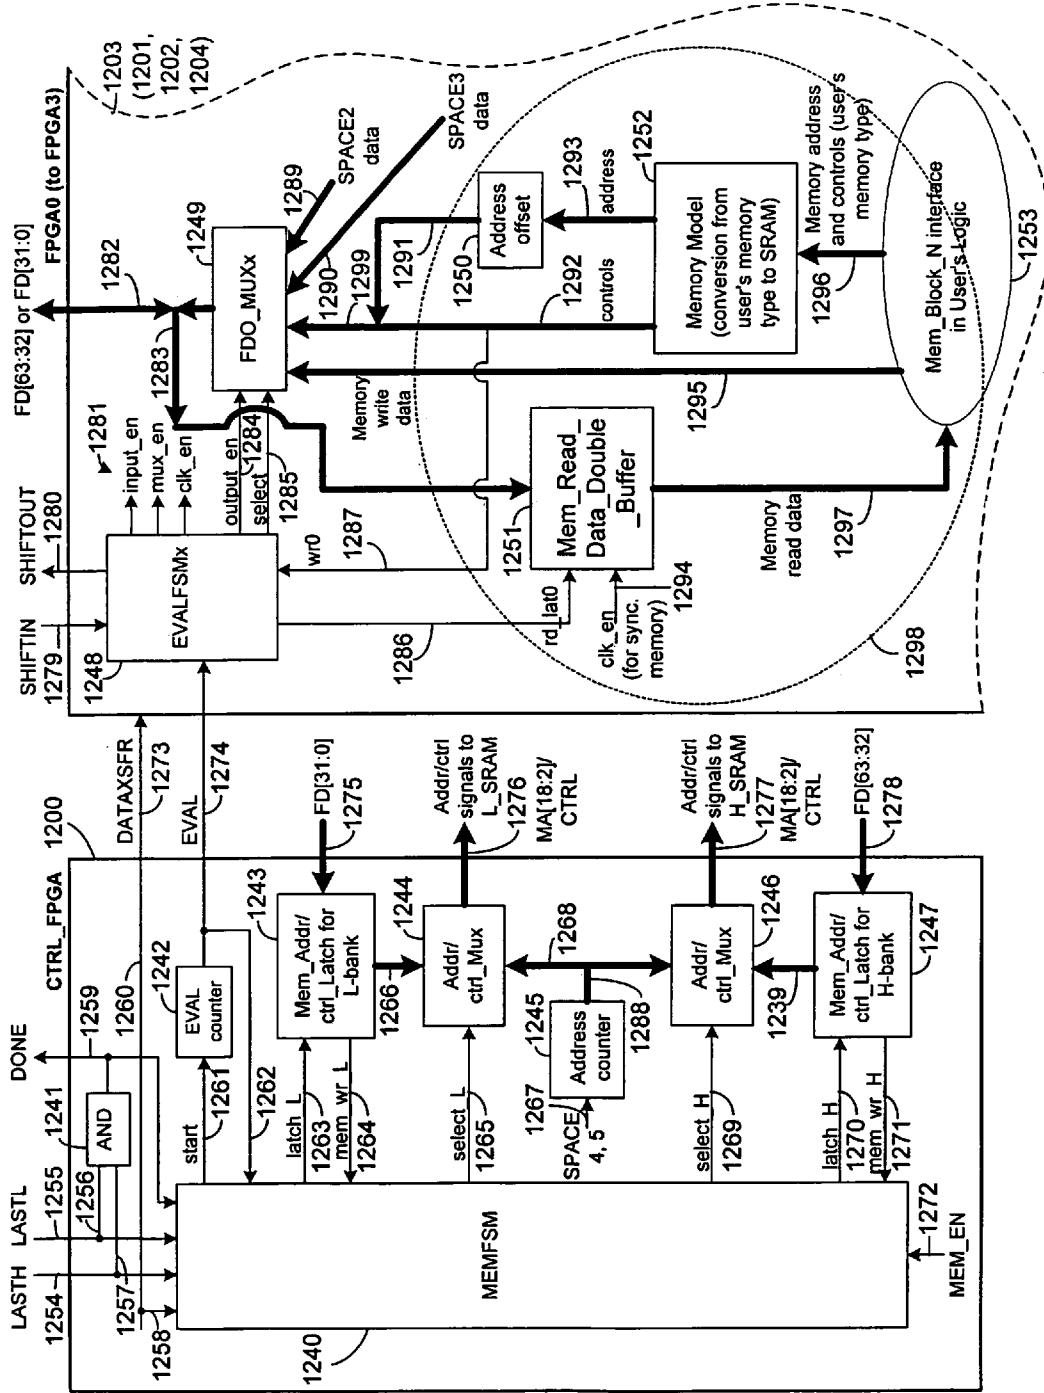 CTRL_FPGA
1200
LASTH
LASTL
DONE
1254
1255
1256
1257
1258
1259
1260
1241
AND
MEMFSM
1240
MEM_EN
1272
start
1261
1262
EVAL
counter
1242
latch_L
1263
mem_wr_L
1264
Mem_Addr/
ctrl_Latch for
L-bank
1243
select_L
1265
1266
Addr/
ctrl_Mux
1244
SPACE
4, 5
1267
Address
counter
1245
1288
1268
select_H
1269
Addr/
ctrl_Mux
1246
1239
latch_H
1270
mem_wr_H
1271
Mem_Addr/
ctrl_Latch for
H-bank
1247
DATAXSFR
1273
EVAL
1274
FD[31:0]
1275
Addr/ctrl
signals to
L_SRAM
1276
MA[18:2]/
CTRL
Addr/ctrl
signals to
H_SRAM
1277
MA[18:2]/
CTRL
FD[63:32]
1278
FPGA0 (to FPGA3)
1203
(1201,
1202,
1204)
SHIFTIN
1279
SHIFTOUT
1280
FD[63:32] or FD[31:0]
1282
1283
1281
EVALFSMx
1248
input_en
mux_en
clk_en
output_en
1284
select
1285
wr0
1287
1286
FDO_MUXx
1249
1289
SPACE2
data
1290
SPACE3
data
1299
1291
Memory
write
data
rd_lat0
clk_en
(for sync.
memory)
1294
Mem_Read_
Data_Double
_Buffer
1251
Address
offset
1250
1293
address
1292
controls
Memory Model
(conversion from
user's memory
type to SRAM)
1252
1295
1296
Memory address
and controls (user's
memory type)
Memory
read data
1297
1298
Mem_Block_N interface
in User's Logic
1253